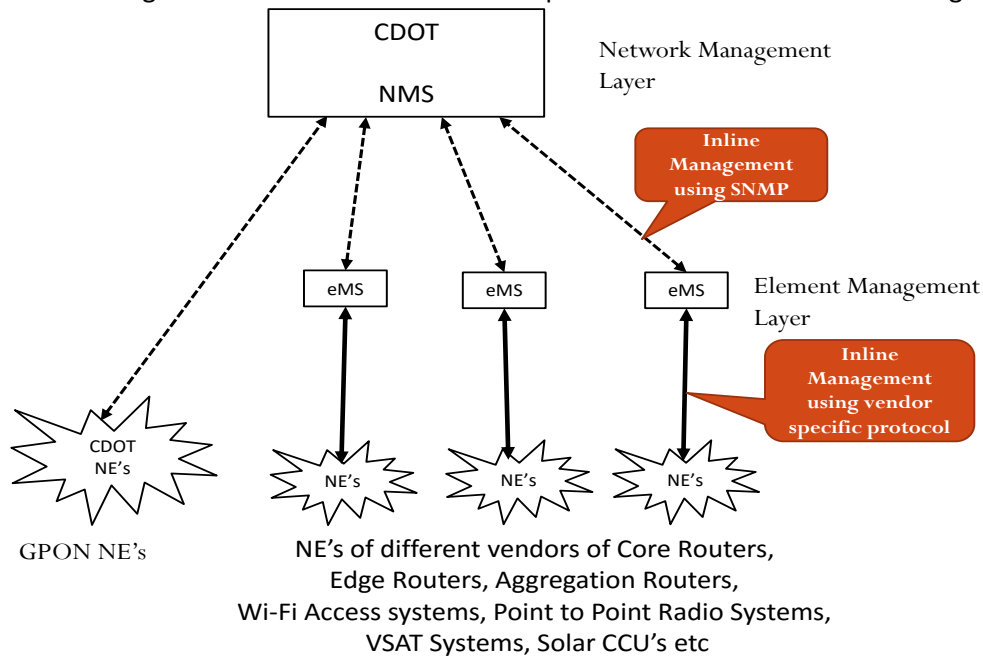 CDOT
NMS
Network Management
Layer
Inline
Management
using SNMP
eMS
eMS
eMS
Element Management
Layer
Inline
Management
using vendor
specific protocol
CDOT
NE's
NE's
NE's
NE's
GPON NE's
NE's of different vendors of Core Routers,
Edge Routers, Aggregation Routers,
Wi-Fi Access systems, Point to Point Radio Systems,
VSAT Systems, Solar CCU's etc